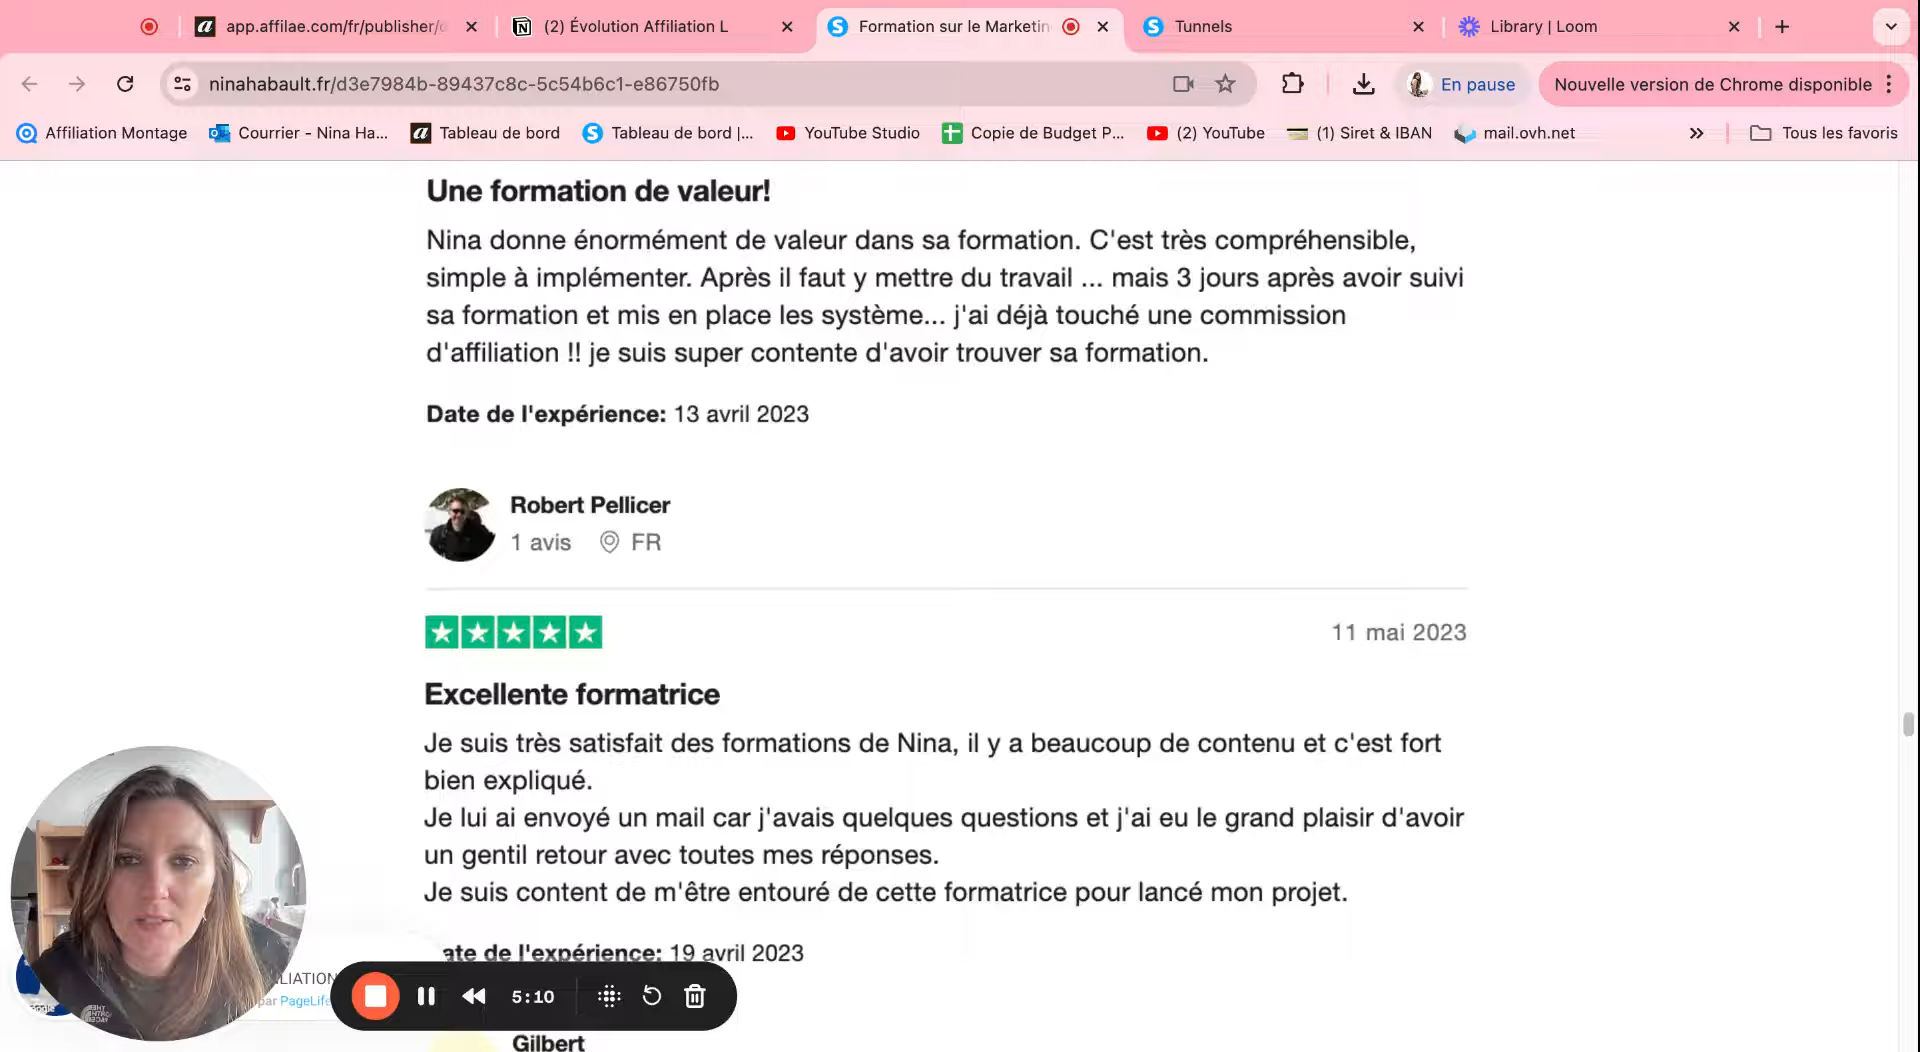 app.affilae.com/fr/publisher/
(2) Évolution Affiliation L
Formation sur le Marketin
Tunnels
Library | Loom
ninahabault.fr/d3e7984b-89437c8c-5c54b6c1-e86750fb
En pause
Nouvelle version de Chrome disponible
Affiliation Montage
Courrier - Nina Ha...
Tableau de bord
Tableau de bord |...
YouTube Studio
Copie de Budget P...
(2) YouTube
(1) Siret & IBAN
mail.ovh.net
Tous les favoris
Une formation de valeur!
Nina donne énormément de valeur dans sa formation. C'est très compréhensible,
simple à implémenter. Après il faut y mettre du travail ... mais 3 jours après avoir suivi
sa formation et mis en place les système... j'ai déjà touché une commission
d'affiliation !! je suis super contente d'avoir trouver sa formation.
Date de l'expérience: 13 avril 2023
Robert Pellicer
1 avis FR
11 mai 2023
Excellente formatrice
Je suis très satisfait des formations de Nina, il y a beaucoup de contenu et c'est fort
bien expliqué.
Je lui ai envoyé un mail car j'avais quelques questions et j'ai eu le grand plaisir d'avoir
un gentil retour avec toutes mes réponses.
Je suis content de m'être entouré de cette formatrice pour lancé mon projet.
ate de l'expérience: 19 avril 2023
LIATION
par PageLife
5:10
Gilbert